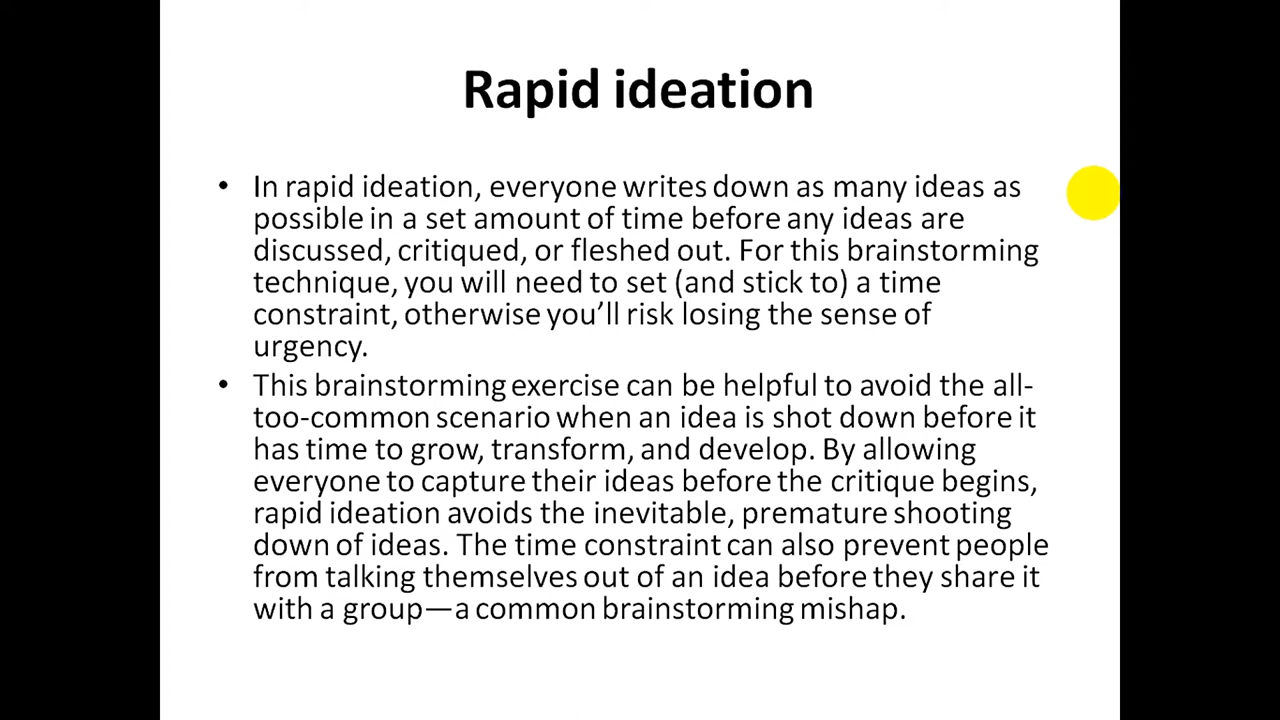 Rapid ideation
• In rapid ideation, everyone writes down as many ideas as
possible in a set amount of time before any ideas are
discussed, critiqued, or fleshed out. For this brainstorming
technique, you will need to set (and stick to) a time
constraint, otherwise you’ll risk losing the sense of
urgency.
• This brainstorming exercise can be helpful to avoid the all-
too-common scenario when an idea is shot down before it
has time to grow, transform, and develop. By allowing
everyone to capture their ideas before the critique begins,
rapid ideation avoids the inevitable, premature shooting
down of ideas. The time constraint can also prevent people
from talking themselves out of an idea before they share it
with a group—a common brainstorming mishap.